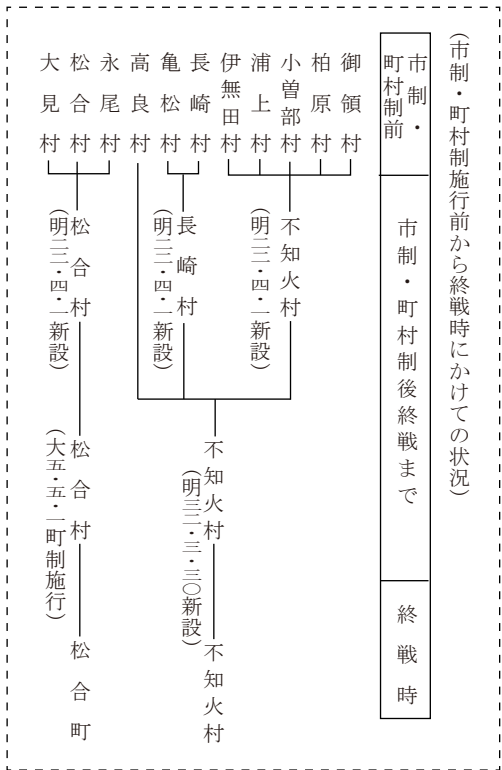 (市制・町村制施行前から終戦時にかけての状況)
市制・
町村制前
市制・町村制後終戦まで
終戦時
御領村
柏原村
小曽部村
浦上村
伊無田村
長崎村
亀松村
高良村
永尾村
松合村
大見村
不知火村
(明二二・四・一新設)
長崎村
(明二二・四・一新設)
松合村
(明二二・四・一新設)
不知火村
(明三二・三・三〇新設)
松合村
(大五・五・一町制施行)
不知火村
松合町